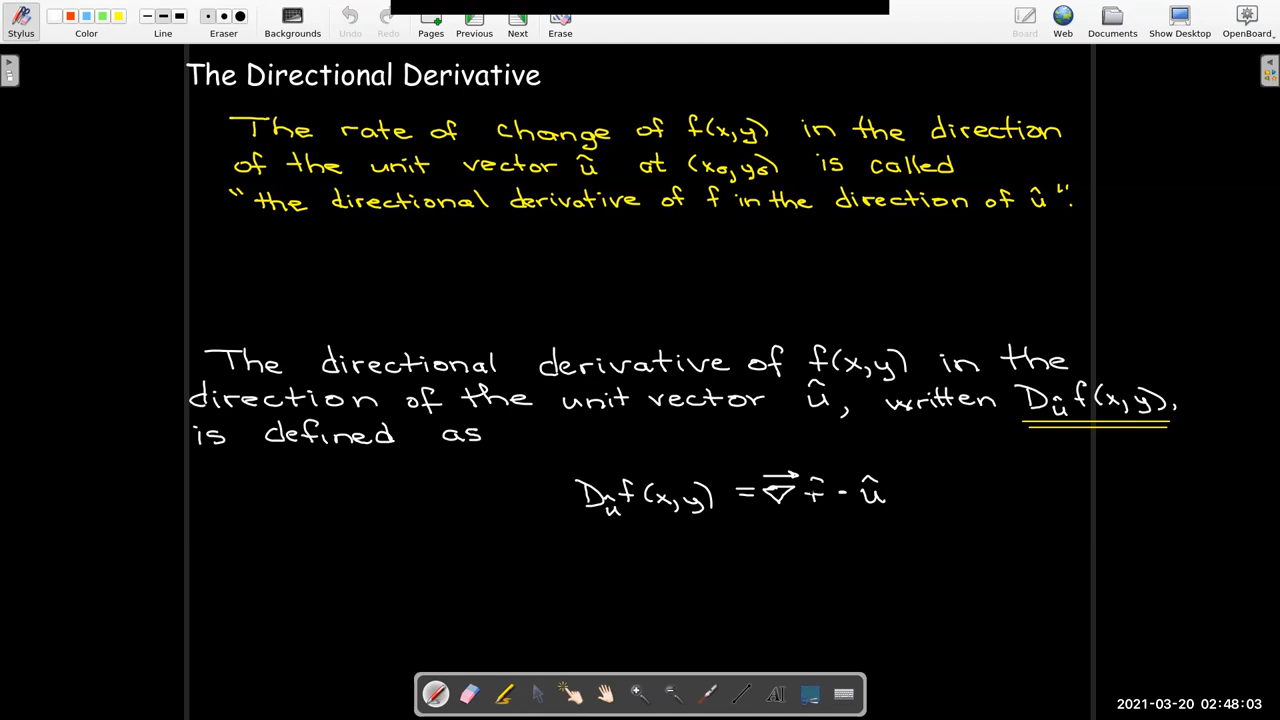 Stylus Color Line Eraser Backgrounds Undo Redo Pages Previous Next Erase Board Web Documents Show Desktop OpenBoard
The Directional Derivative
The rate of change of f(x,y) in the direction
of the unit vector û at (x₀,y₀) is called
"the directional derivative of f in the direction of û".
The directional derivative of f(x,y) in the
direction of the unit vector û, written D_û f(x,y),
is defined as
D_û f(x,y) = ∇⃗f · û
2021-03-20 02:48:03